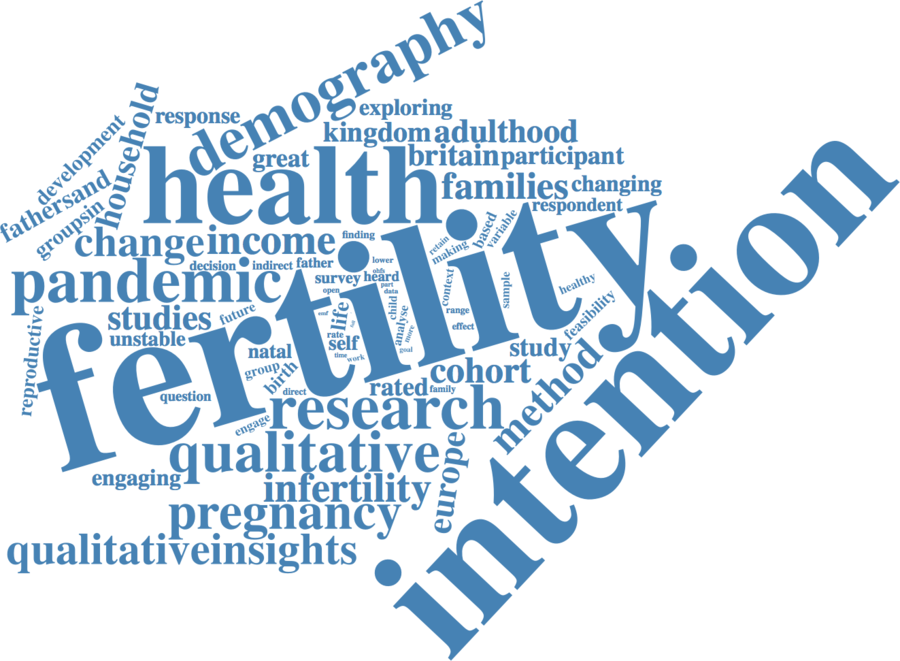 demography
exploring
response
household
development
kingdom
adulthood
great
health
britain
participant
families
changing
fathersand
groupsin
respondent
change
income
finding
fertility
intention
based
variable
retain
making
decision
indirect
father
lower
ohfs
survey
heard
part
data
open
pandemic
context
sample
healthy
child
analyse
more
range
effect
feasibility
end
life
studies
future
unstable
reproductive
rate
self
time
work
goal
natal
group
birth
study
method
cohort
rated
family
direct
question
research
engage
qualitative
europe
engaging
infertility
pregnancy
qualitativeinsights